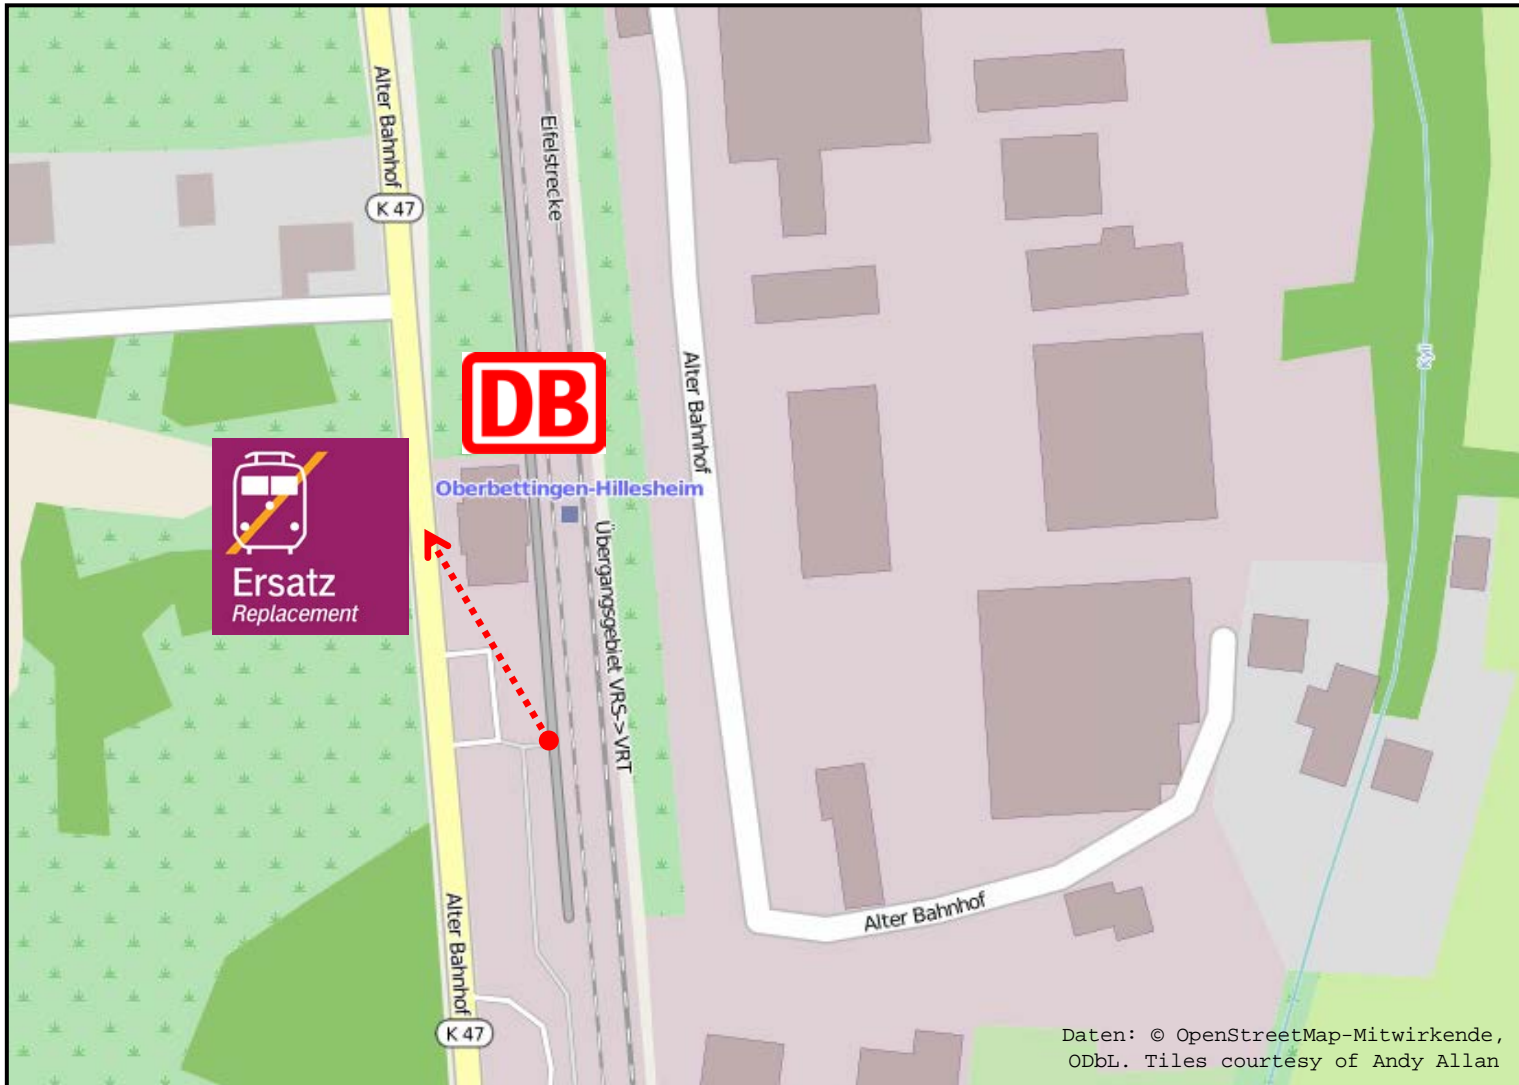 Alter Bahnhof
K 47
Eifelstrecke
DB
Alter Bahnhof
Kyll
Oberbettingen-Hillesheim
Ersatz
Replacement
Übergangsgebiet VRS->VRT
Alter Bahnhof
Alter Bahnhof
K 47
Daten: © OpenStreetMap-Mitwirkende,
ODbL. Tiles courtesy of Andy Allan